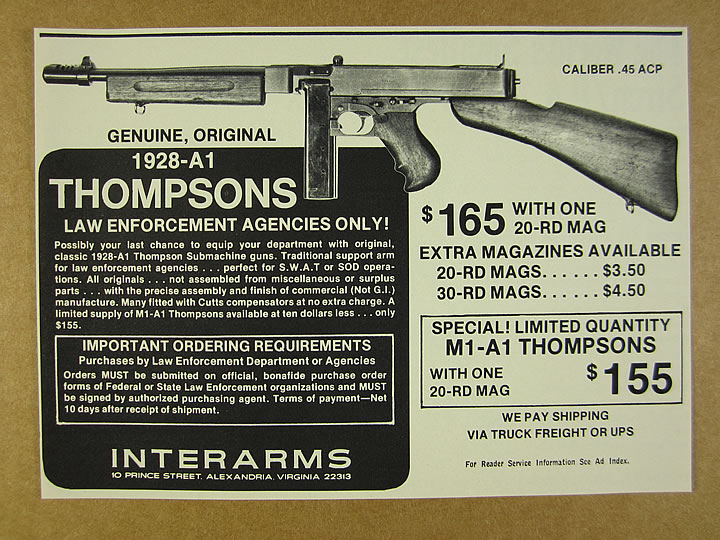 CALIBER .45 ACP
GENUINE, ORIGINAL
1928-A1
THOMPSONS
LAW ENFORCEMENT AGENCIES ONLY!
Possibly your last chance to equip your department with original,
classic 1928-A1 Thompson Submachine guns. Traditional support arm
for law enforcement agencies . . . perfect for S.W.A.T or SOD opera-
tions. All originals . . . not assembled from miscellaneous or surplus
parts . . . with the precise assembly and finish of commercial (Not G.I.)
manufacture. Many fitted with Cutts compensators at no extra charge. A
limited supply of M1-A1 Thompsons available at ten dollars less . . . only
$155.
IMPORTANT ORDERING REQUIREMENTS
Purchases by Law Enforcement Department or Agencies
Orders MUST be submitted on official, bonafide purchase order
forms of Federal or State Law Enforcement organizations and MUST
be signed by authorized purchasing agent. Terms of payment—Net
10 days after receipt of shipment.
INTERARMS
10 PRINCE STREET, ALEXANDRIA, VIRGINIA 22313
$165 WITH ONE
20-RD MAG
EXTRA MAGAZINES AVAILABLE
20-RD MAGS. . . . . . $3.50
30-RD MAGS. . . . . . $4.50
SPECIAL! LIMITED QUANTITY
M1-A1 THOMPSONS
WITH ONE
20-RD MAG
$155
WE PAY SHIPPING
VIA TRUCK FREIGHT OR UPS
For Reader Service Information See Ad Index.